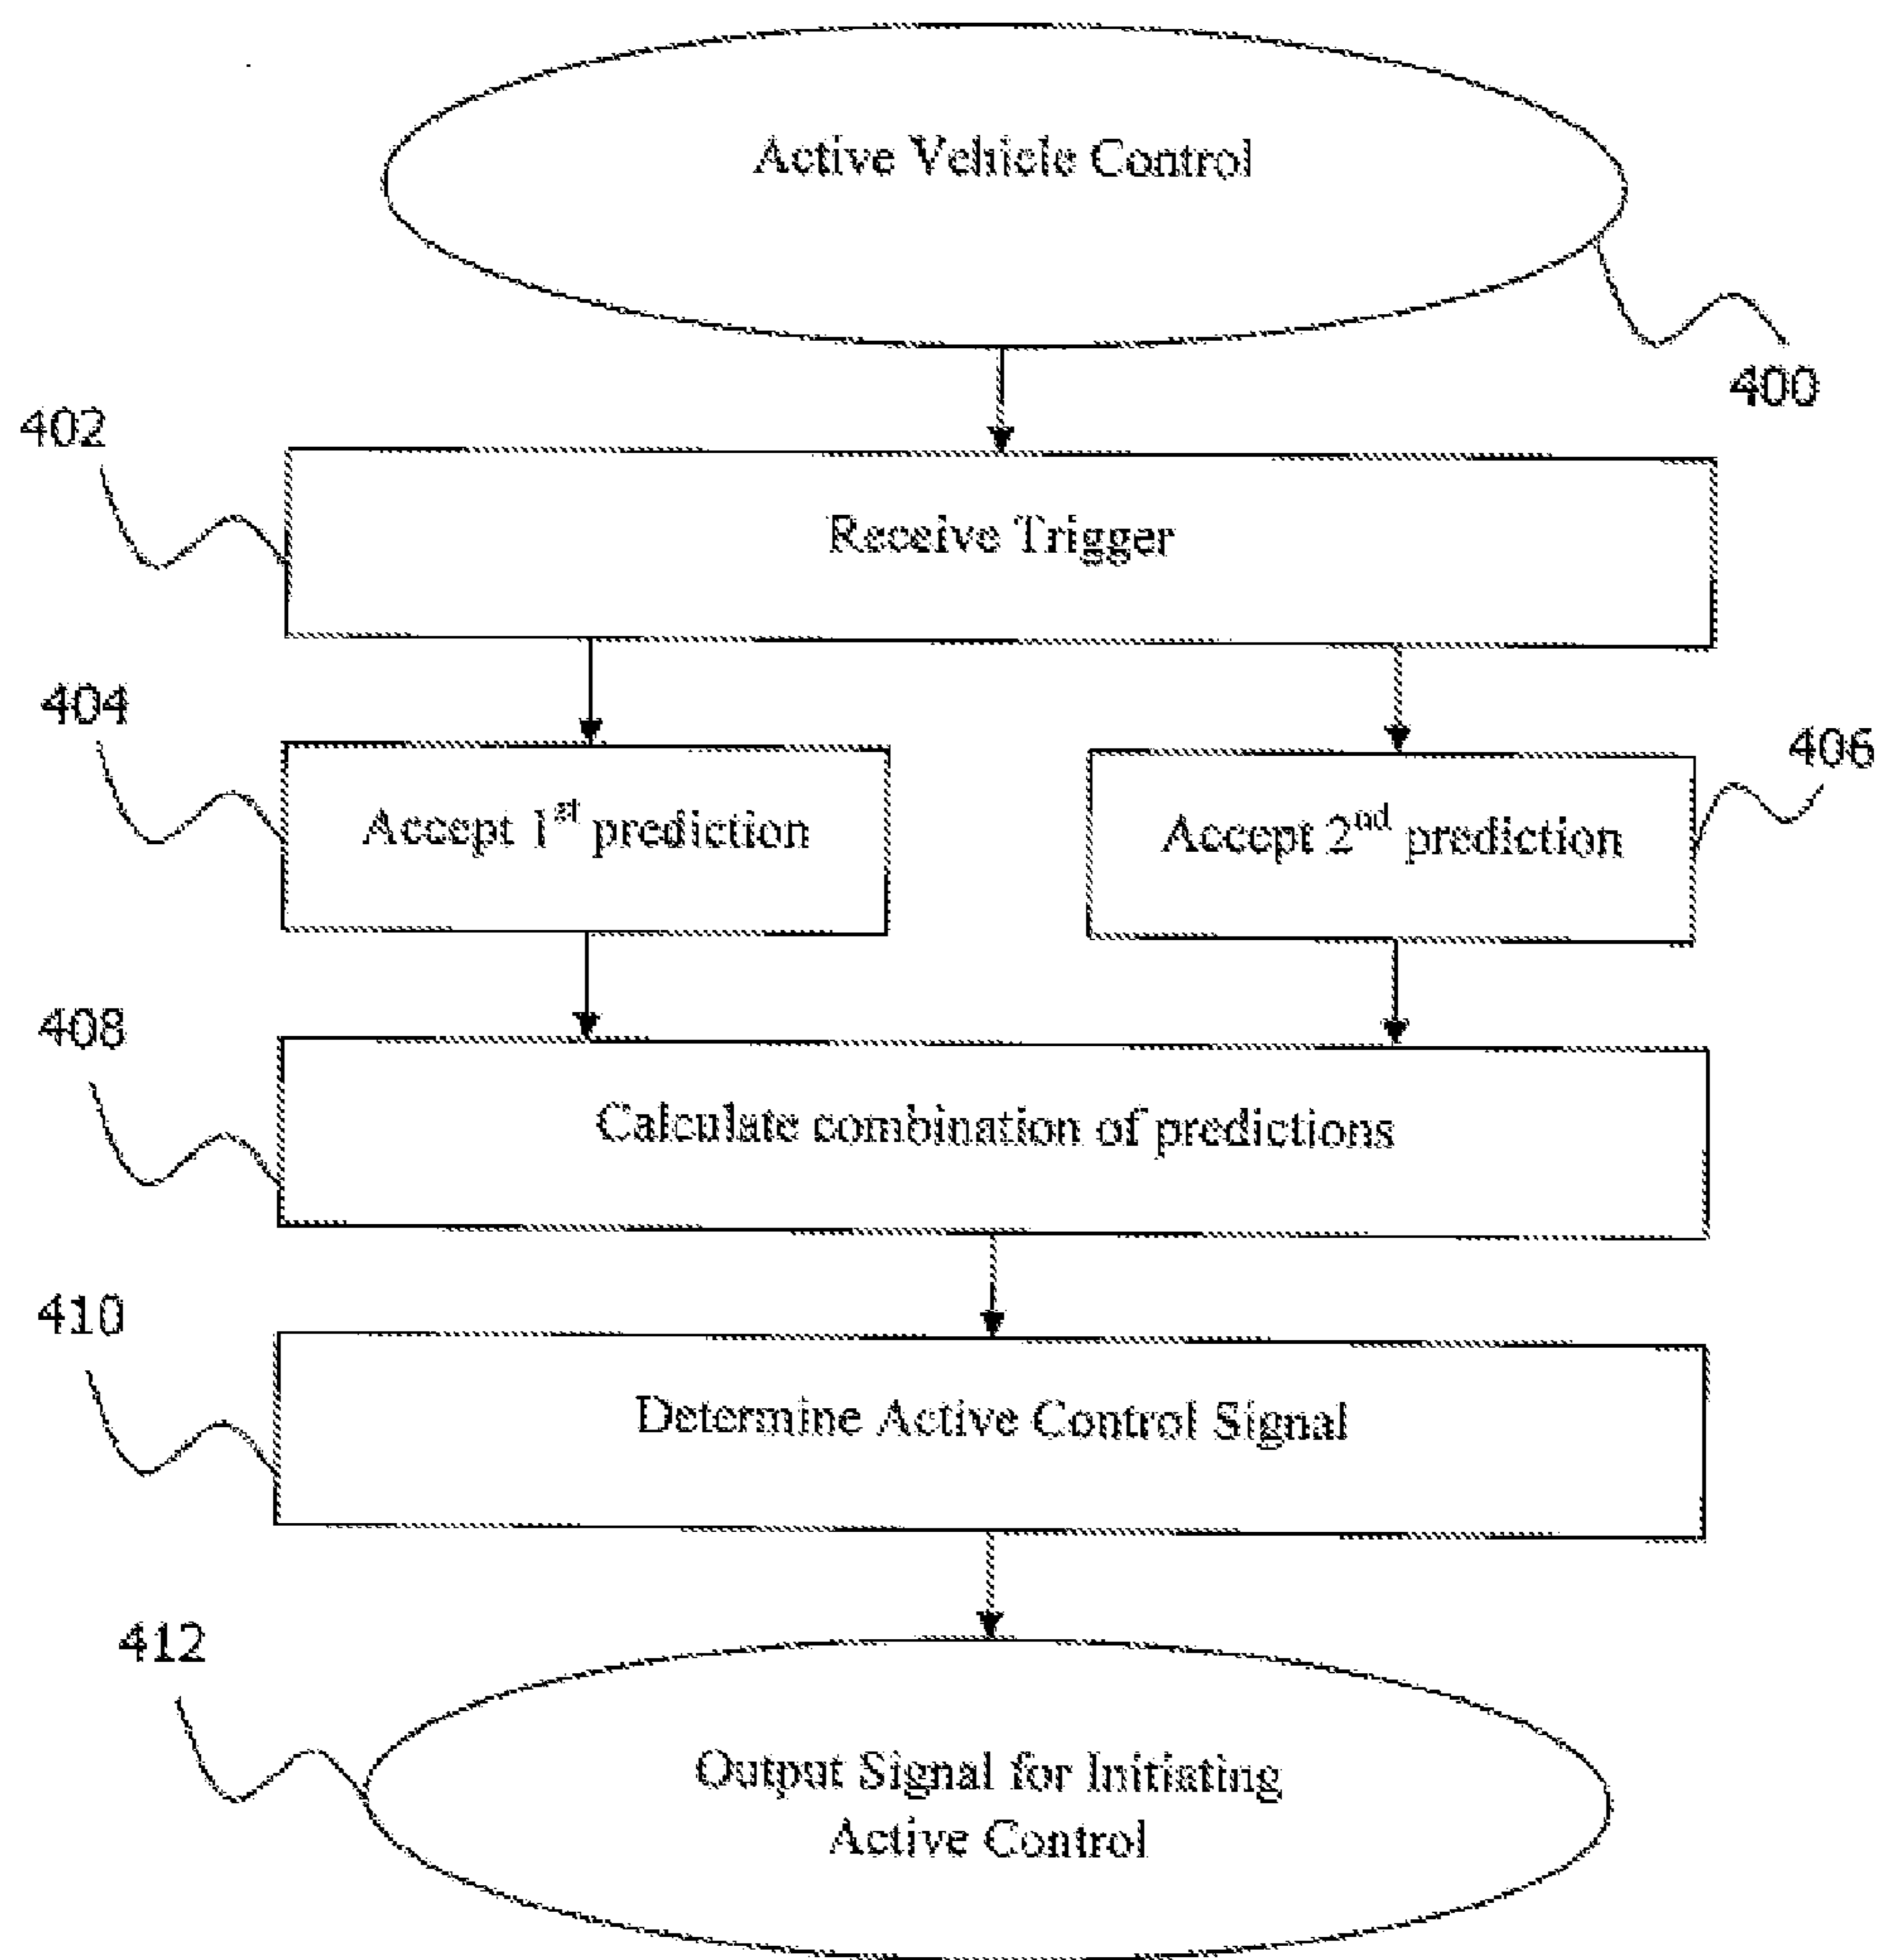 Active Vehicle Control
400
402
Receive Trigger
404
406
Accept 1st prediction
Accept 2nd prediction
408
Calculate combination of predictions
410
Determine Active Control Signal
412
Output Signal for Initiating
Active Control